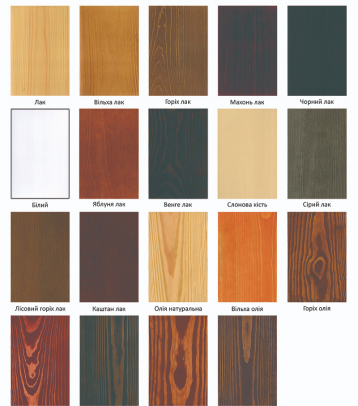 Лак
Вільха лак
Горіх лак
Махонь лак
Чорний лак
Білий
Яблуня лак
Венге лак
Слонова кість
Сірий лак
Лісовий горіх лак
Каштан лак
Олія натуральна
Вільха олія
Горіх олія